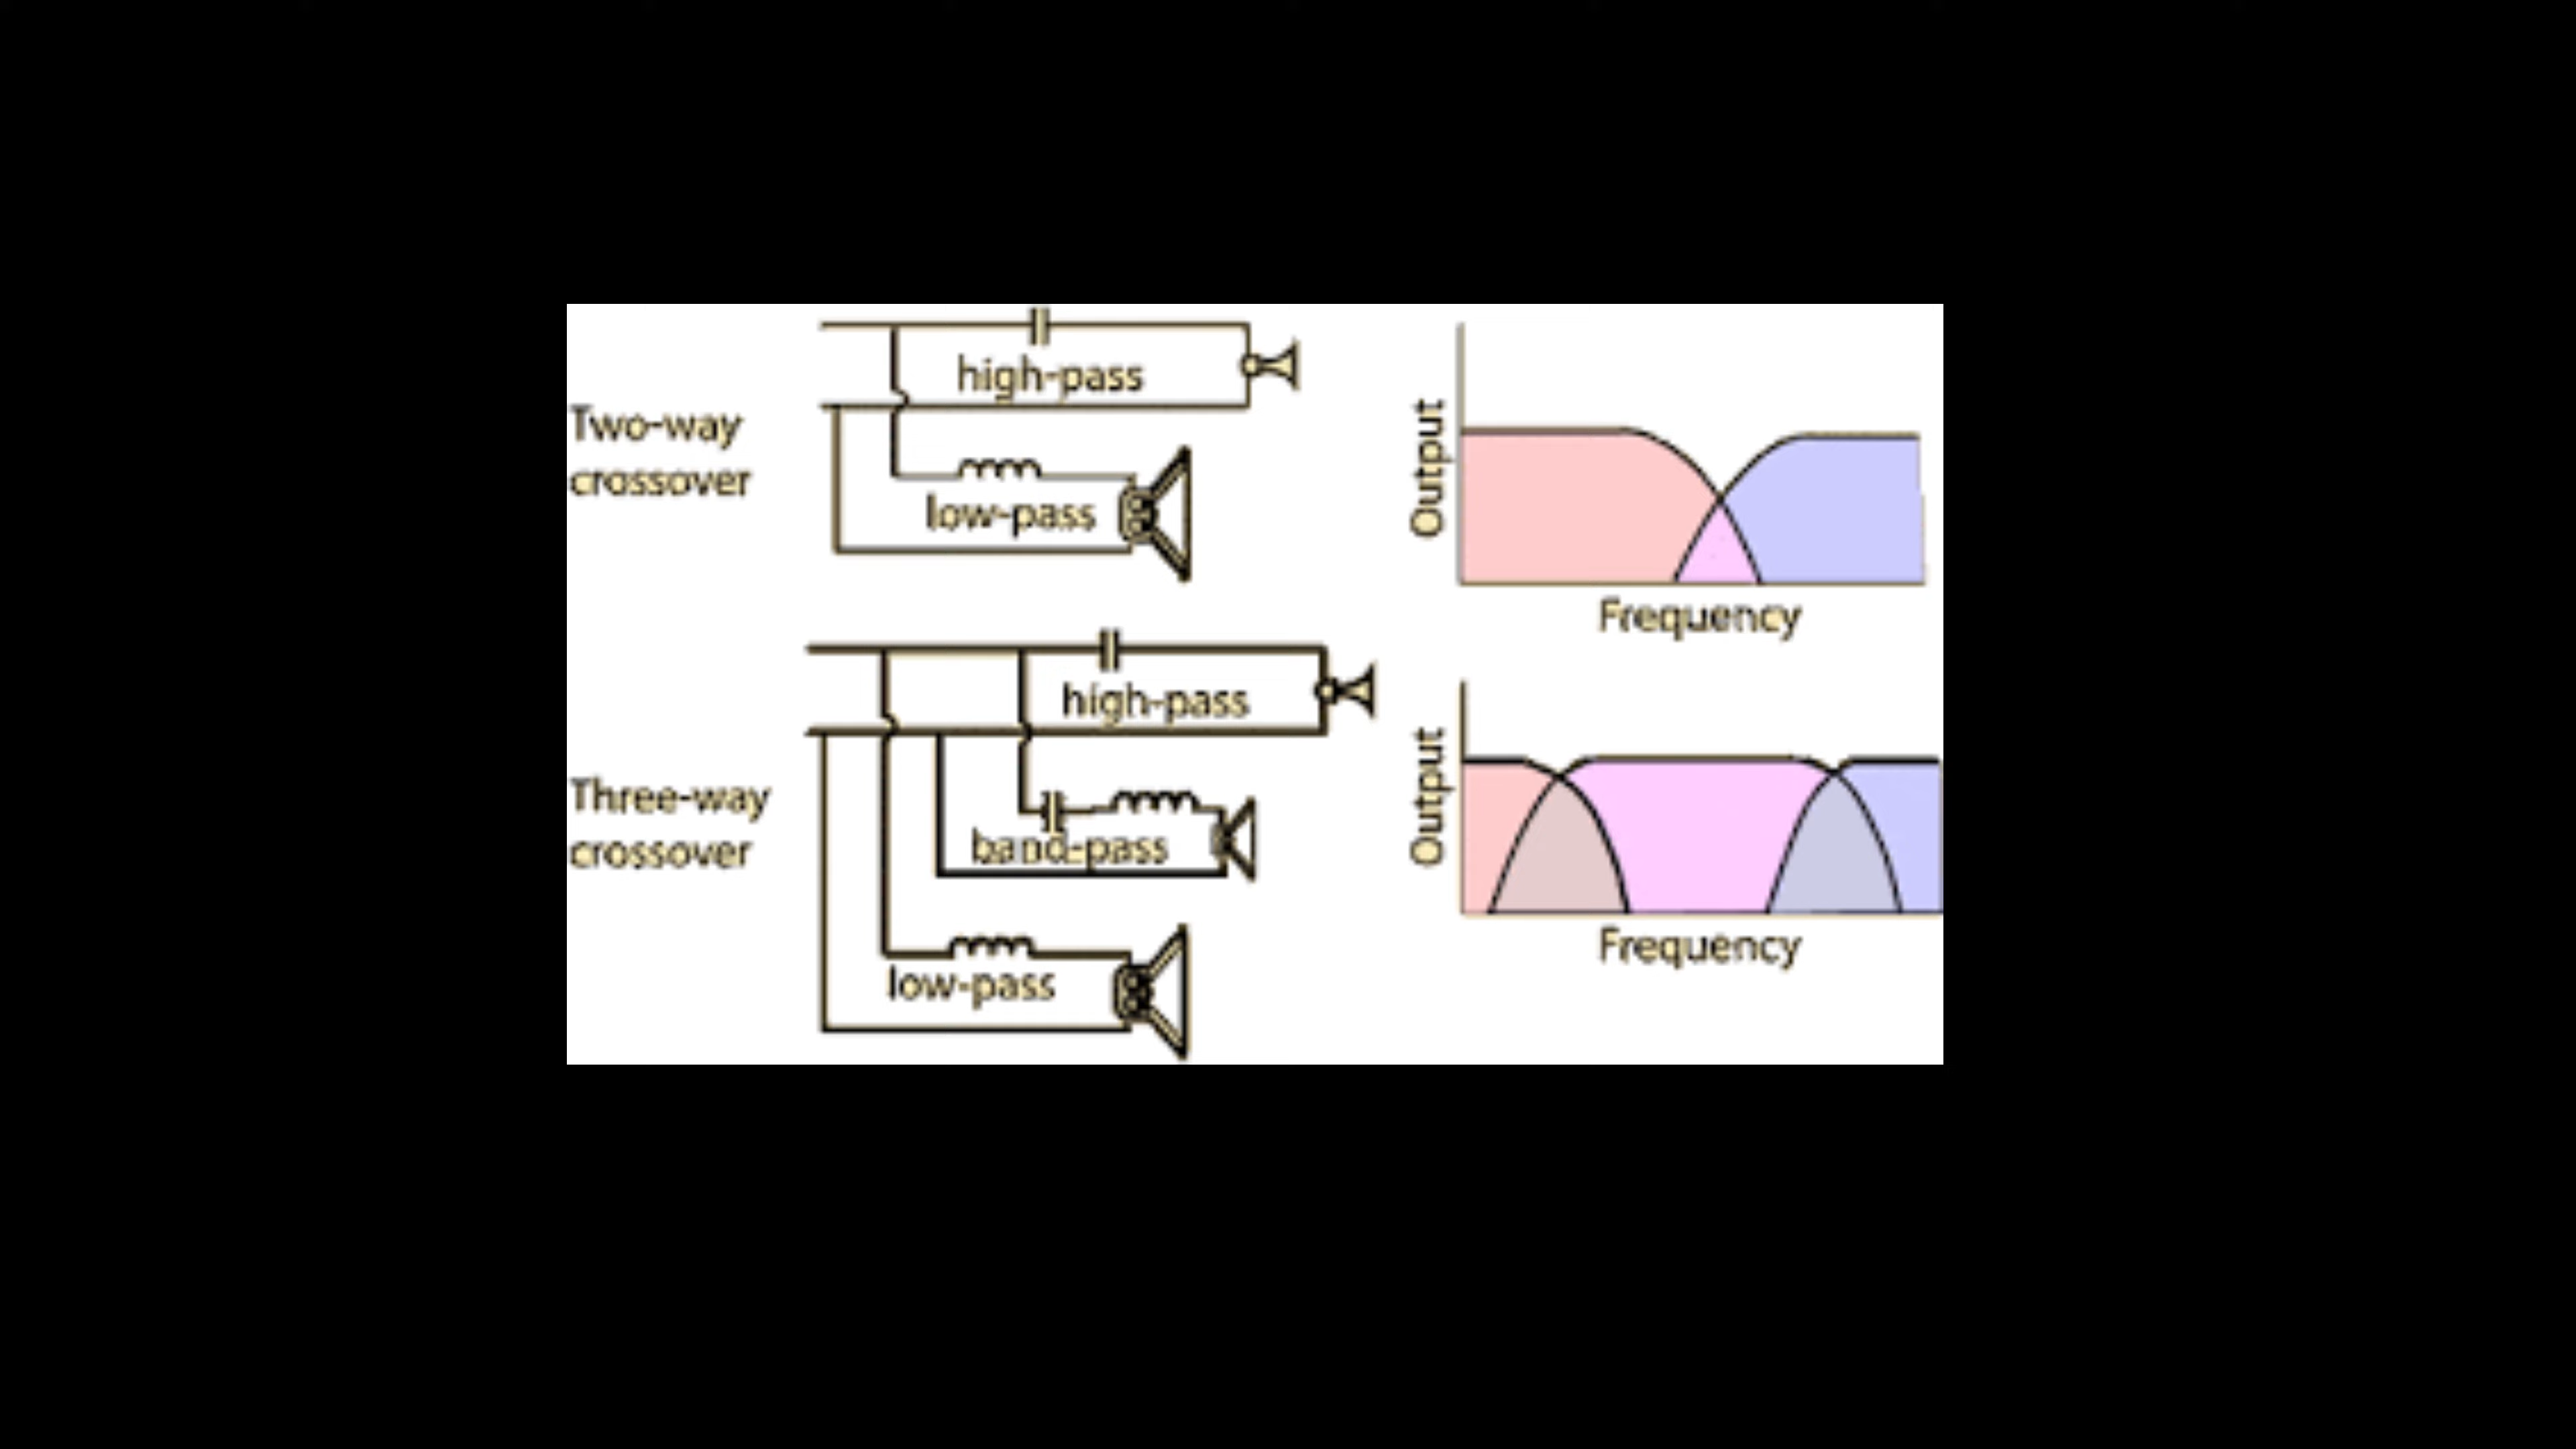 high-pass
Two-way
crossover
low-pass
Output
Frequency
high-pass
Three-way
crossover
band-pass
low-pass
Output
Frequency